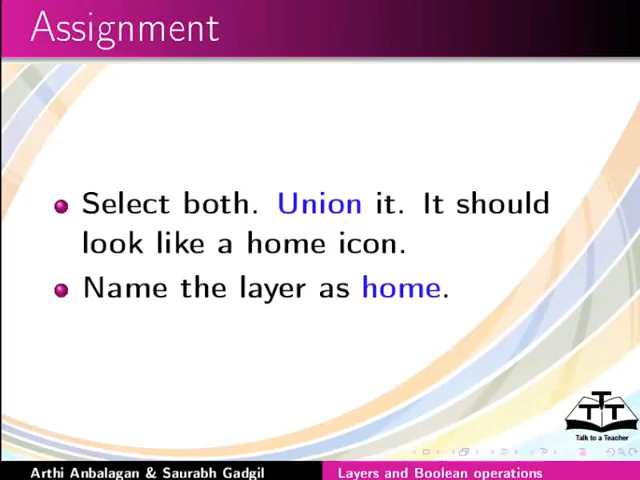 Assignment
Select both. Union it. It should
look like a home icon.
Name the layer as home.
TTT
Talk to a Teacher
Arthi Anbalagan & Saurabh Gadgil
Layers and Boolean operations